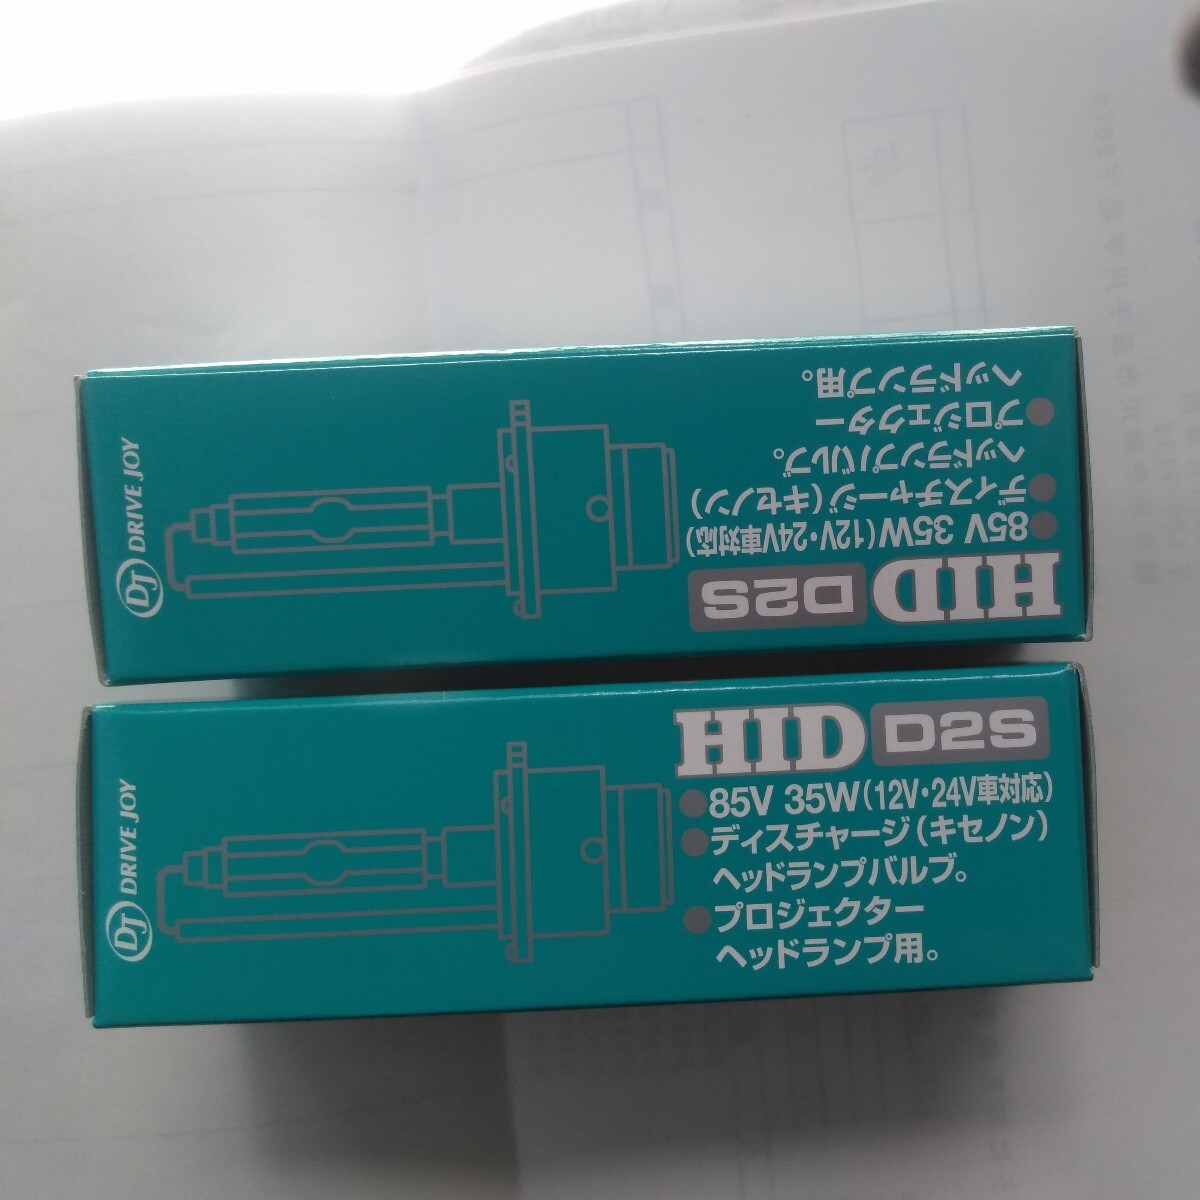 DJ DRIVE JOY
HID D2S
●85V 35W(12V・24V車対応)
●ディスチャージ(キセノン)
ヘッドランプバルブ。
●プロジェクター
ヘッドランプ用。
DJ DRIVE JOY
HID D2S
●85V 35W(12V・24V車対応)
●ディスチャージ(キセノン)
ヘッドランプバルブ。
●プロジェクター
ヘッドランプ用。